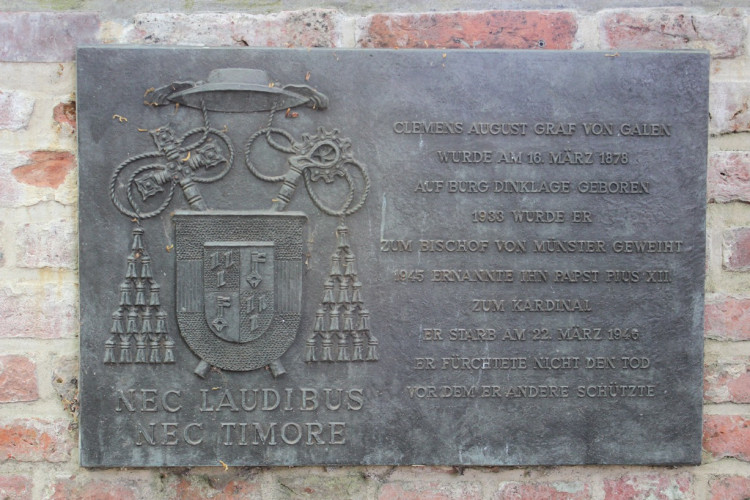 NEC LAUDIBUS
NEC TIMORE
CLEMENS AUGUST GRAF VON GALEN
WURDE AM 16. MÄRZ 1878
AUF BURG DINKLAGE GEBOREN
1933 WURDE ER
ZUM BISCHOF VON MÜNSTER GEWEIHT
1945 ERNANNTE IHN PAPST PIUS XII
ZUM KARDINAL
ER STARB AM 22. MÄRZ 1946
ER FÜRCHTETE NICHT DEN TOD
VOR DEM ER ANDERE SCHÜTZTE